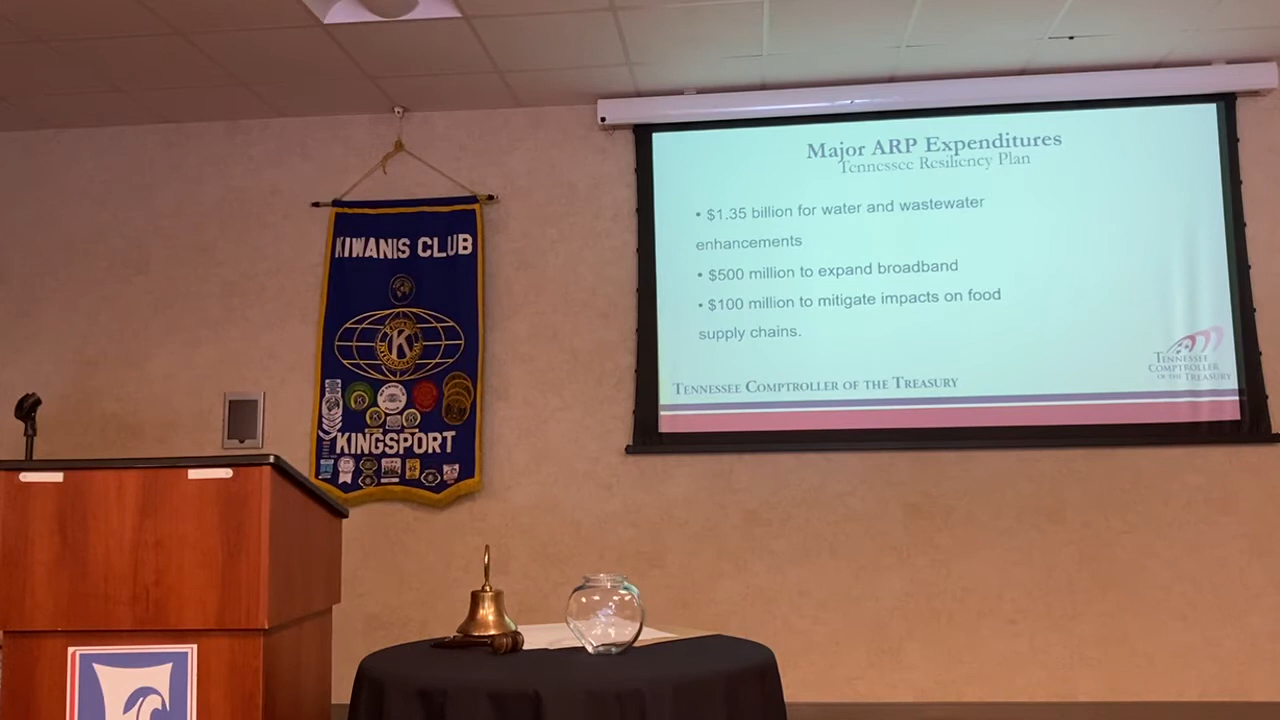 Major ARP Expenditures
Tennessee Resiliency Plan
• $1.35 billion for water and wastewater
enhancements
• $500 million to expand broadband
• $100 million to mitigate impacts on food
supply chains.
TENNESSEE COMPTROLLER OF THE TREASURY
TENNESSEE
COMPTROLLER
OF THE TREASURY
KIWANIS CLUB
KIWANIS
K
INTERNATIONAL
KINGSPORT